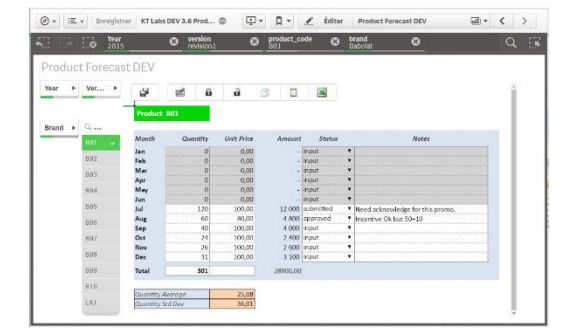 Enregistrer KT Labs DEV 3.6 Prod... Éditer Product Forecast DEV
Year version product_code brand
2015 revision1 B01 Babolat
Product Forecast DEV
Year Ver...
Product B01
Brand
B01
B02
B03
B04
B05
B06
B07
B08
B09
B10
L4J
Month Quantity Unit Price Amount Status Notes
Jan 0 0,00 - input
Feb 0 0,00 - input
Mar 0 0,00 - input
Apr 0 0,00 - input
May 0 0,00 - input
Jun 0 0,00 - input
Jul 120 100,00 12 000 submitted Need acknowledge for this promo.
Aug 60 80,00 4 800 approved Incentive Ok but 50+10
Sep 40 100,00 4 000 input
Oct 24 100,00 2 400 input
Nov 26 100,00 2 600 input
Dec 31 100,00 3 100 input
Total 301 28900,00
Quantity Average 25,08
Quantity Std Dev 36,01